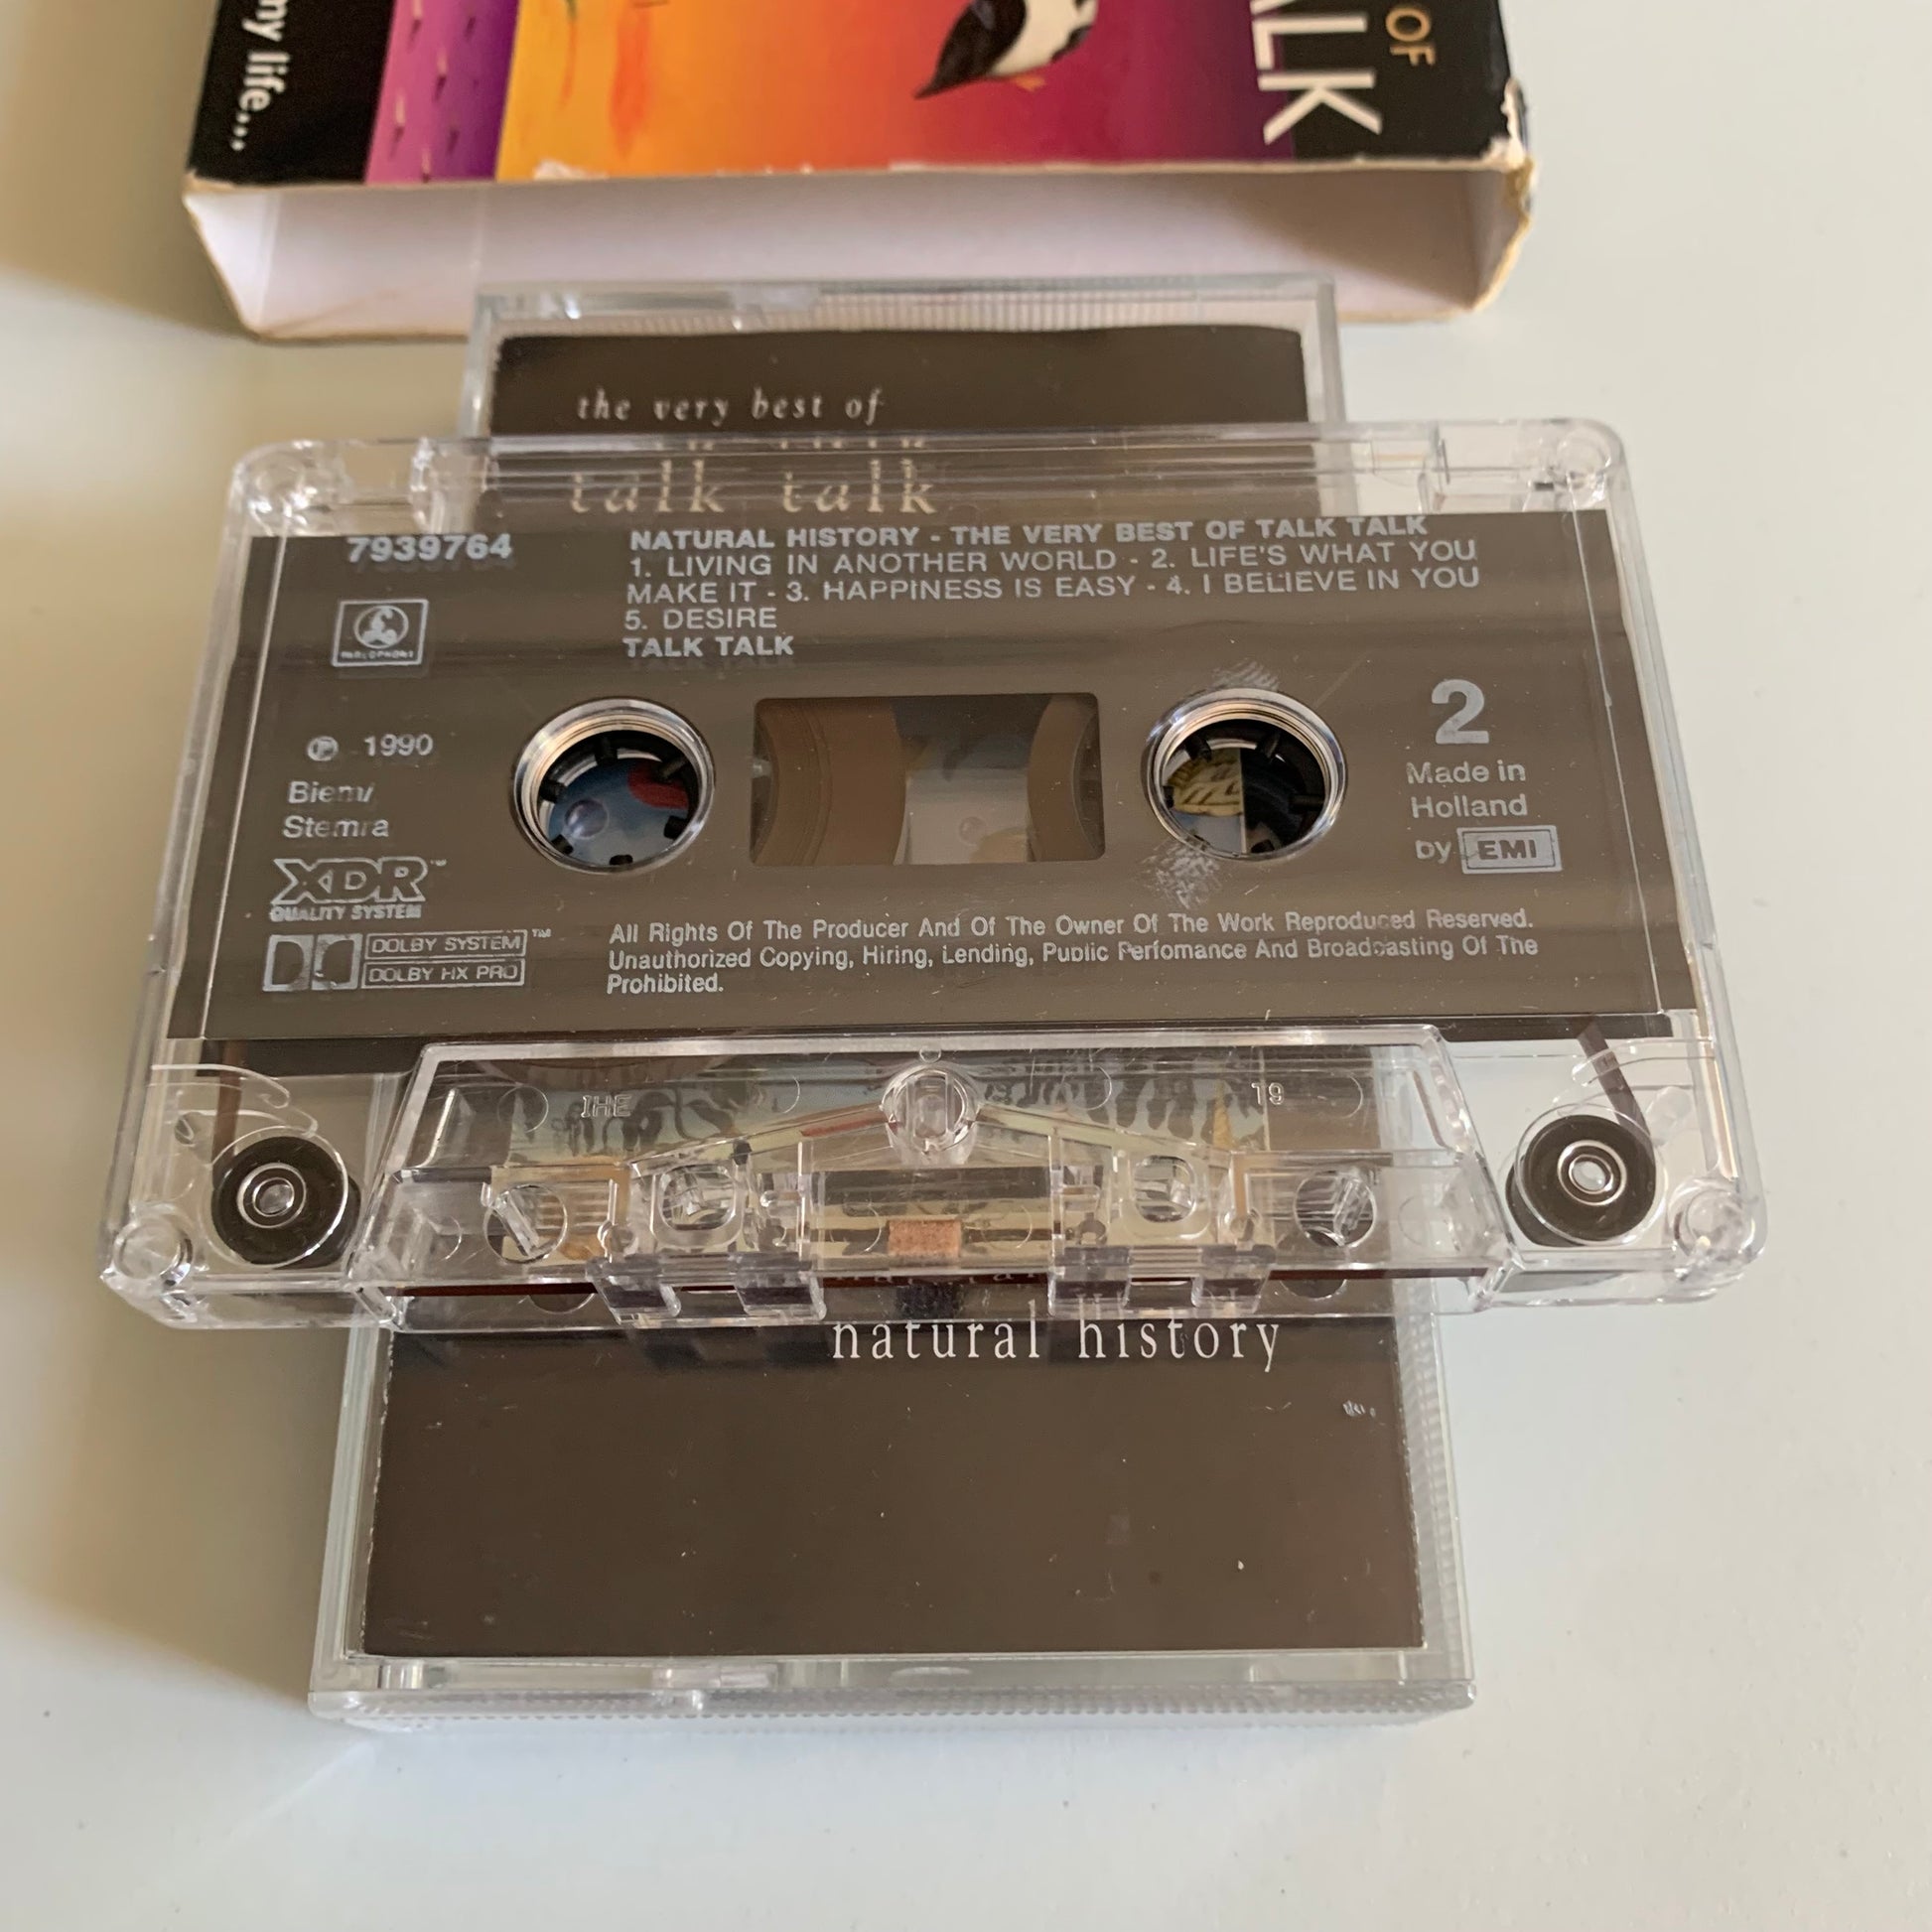 my life...
OF
ALK
the very best of
talk talk
7939764
NATURAL HISTORY - THE VERY BEST OF TALK TALK
1. LIVING IN ANOTHER WORLD - 2. LIFE'S WHAT YOU
MAKE IT - 3. HAPPINESS IS EASY - 4. I BELIEVE IN YOU
5. DESIRE
TALK TALK
PARLOPHONE
℗ 1990
Biem/
Stemra
XDR™
QUALITY SYSTEM
DOLBY SYSTEM™
DOLBY HX PRO
2
Made in
Holland
by EMI
All Rights Of The Producer And Of The Owner Of The Work Reproduced Reserved.
Unauthorized Copying, Hiring, Lending, Public Perfomance And Broadcasting Of The
Prohibited.
natural history